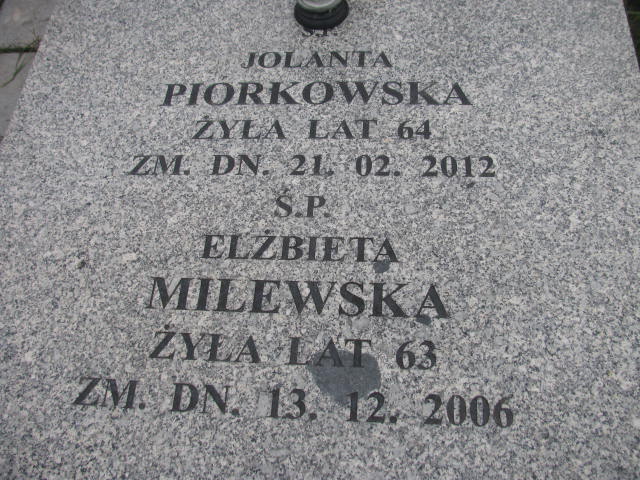 Ś.P.
JOLANTA
PIORKOWSKA
ŻYŁA LAT 64
ZM. DN. 21. 02. 2012
Ś.P.
ELŻBIETA
MILEWSKA
ŻYŁA LAT 63
ZM. DN. 13. 12. 2006